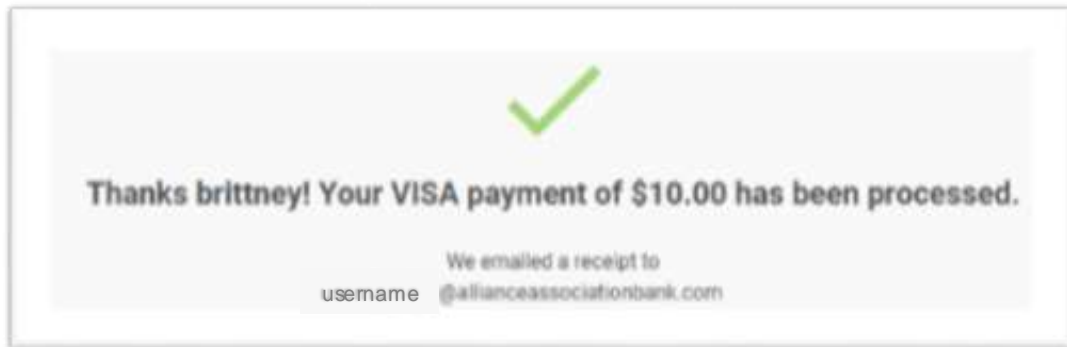 Thanks brittney! Your VISA payment of $10.00 has been processed.
We emailed a receipt to
username @allianceassociationbank.com